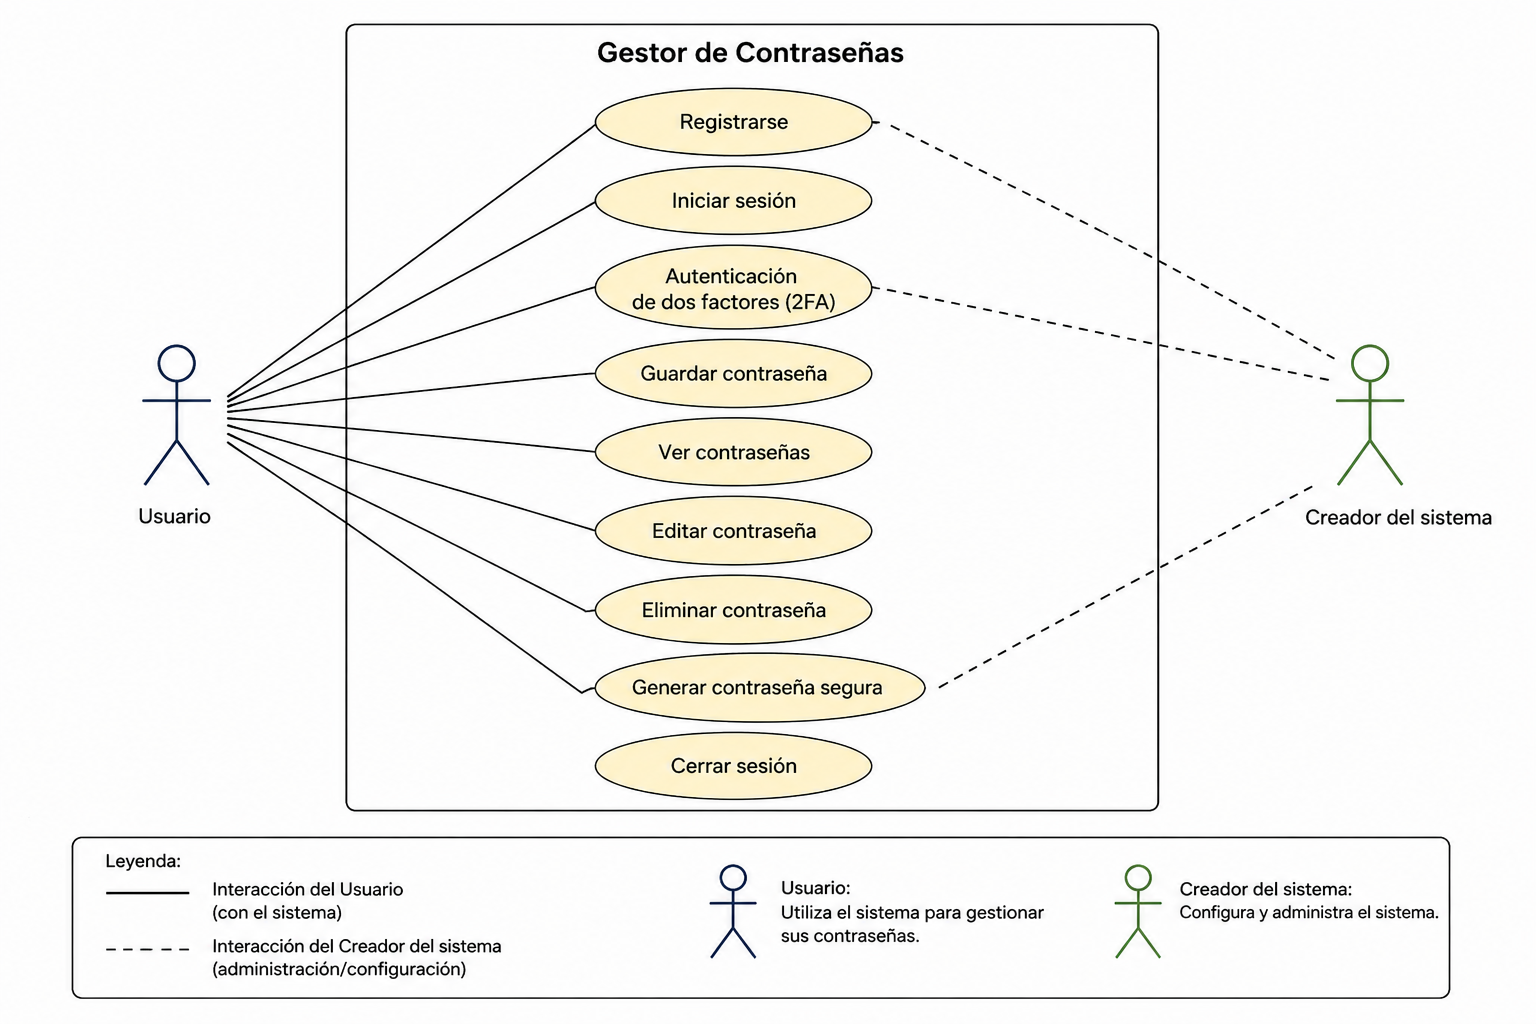 Gestor de Contraseñas
Registrarse
Iniciar sesión
Autenticación
de dos factores (2FA)
Guardar contraseña
Ver contraseñas
Editar contraseña
Eliminar contraseña
Generar contraseña segura
Cerrar sesión
Usuario
Creador del sistema
Leyenda:
Interacción del Usuario
(con el sistema)
Interacción del Creador del sistema
(administración/configuración)
Usuario:
Utiliza el sistema para gestionar
sus contraseñas.
Creador del sistema:
Configura y administra el sistema.